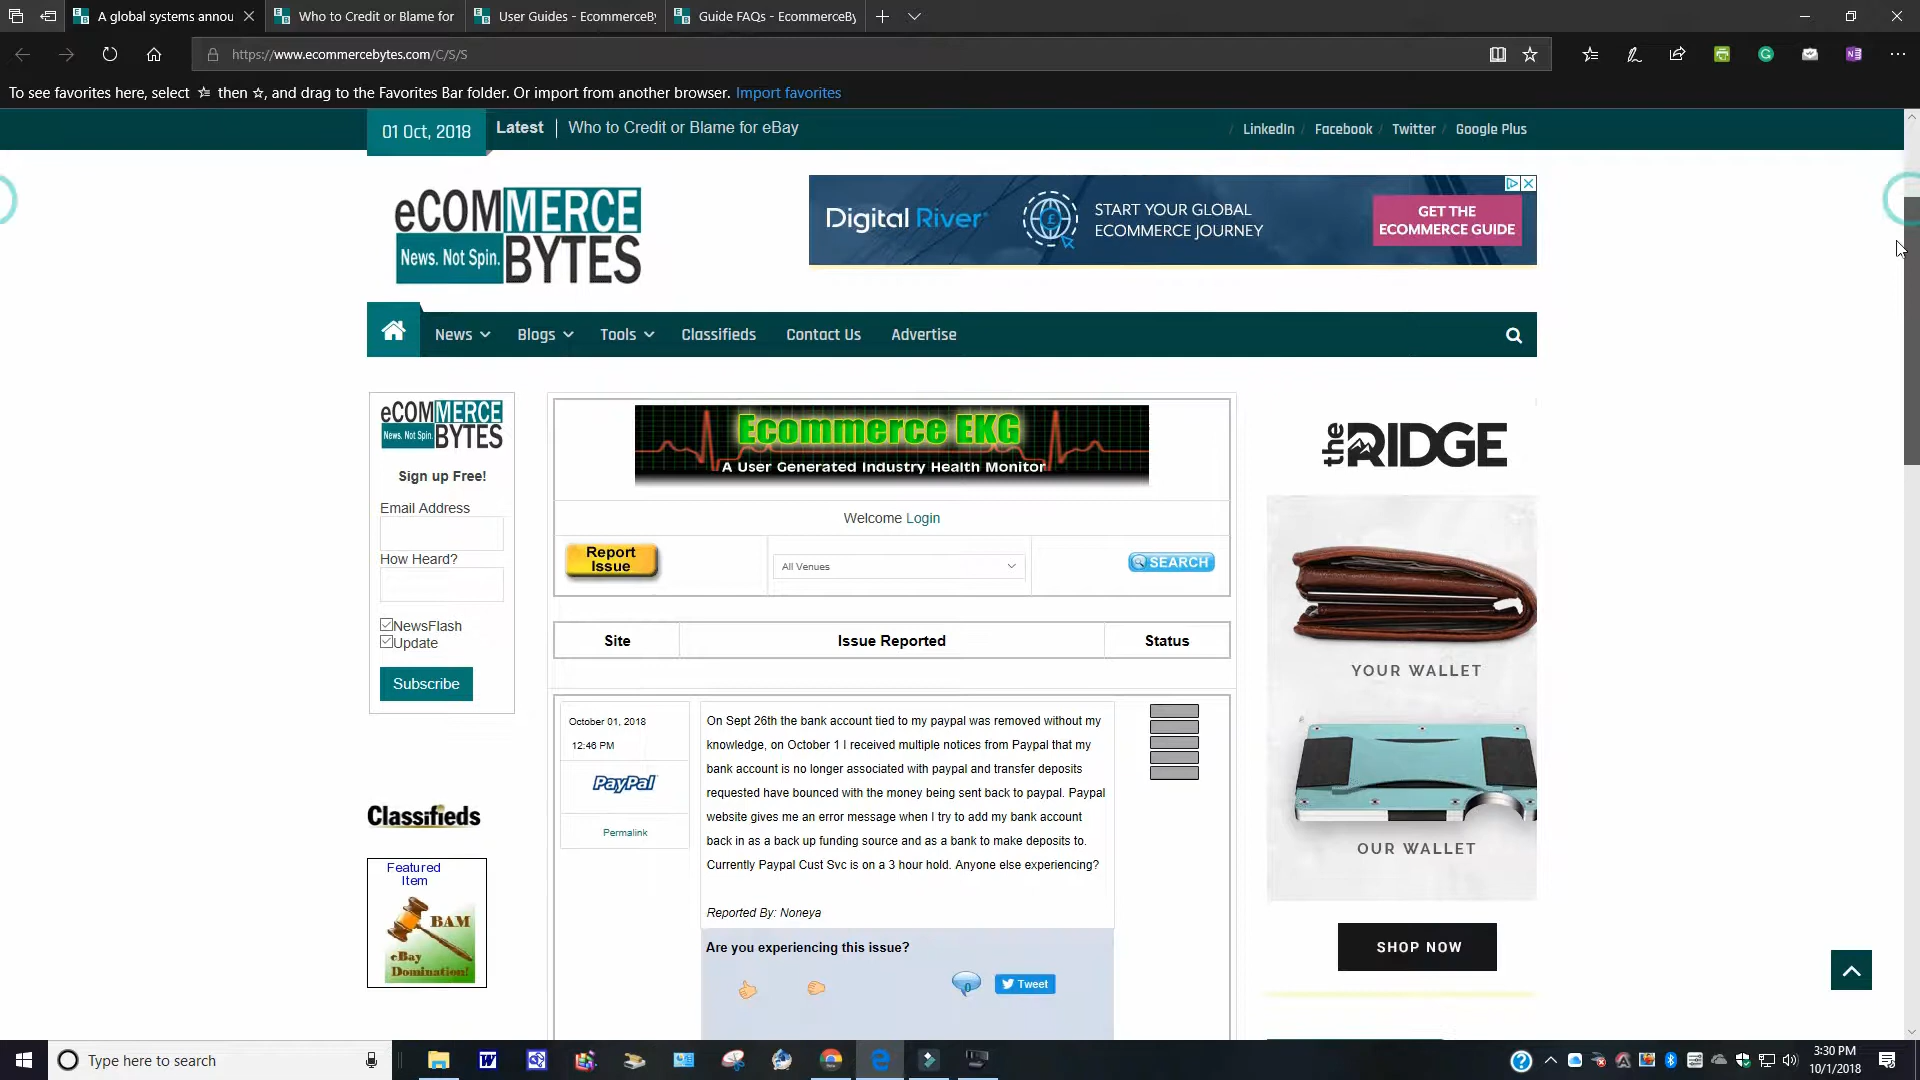 A global systems annou
Who to Credit or Blame for
User Guides - EcommerceBy
Guide FAQs - EcommerceBy
https://www.ecommercebytes.com/C/S/S
To see favorites here, select then , and drag to the Favorites Bar folder. Or import from another browser. Import favorites
01 Oct, 2018
Latest
Who to Credit or Blame for eBay
/ LinkedIn / Facebook / Twitter / Google Plus
eCOMMERCE
News. Not Spin. BYTES
Digital River
START YOUR GLOBAL
ECOMMERCE JOURNEY
GET THE
ECOMMERCE GUIDE
News Blogs Tools Classifieds Contact Us Advertise
eCOMMERCE
News. Not Spin. BYTES
Sign up Free!
Email Address
How Heard?
NewsFlash
Update
Subscribe
Classifieds
Featured
Item
BAM
eBay
Domination!
Ecommerce EKG
A User Generated Industry Health Monitor
Welcome Login
Report
Issue
All Venues
SEARCH
Site Issue Reported Status
October 01, 2018
12:46 PM
PayPal
Permalink
On Sept 26th the bank account tied to my paypal was removed without my
knowledge, on October 1 I received multiple notices from Paypal that my
bank account is no longer associated with paypal and transfer deposits
requested have bounced with the money being sent back to paypal. Paypal
website gives me an error message when I try to add my bank account
back in as a back up funding source and as a bank to make deposits to.
Currently Paypal Cust Svc is on a 3 hour hold. Anyone else experiencing?
Reported By: Noneya
Are you experiencing this issue?
0
Tweet
the RIDGE
YOUR WALLET
OUR WALLET
SHOP NOW
Type here to search
3:30 PM
10/1/2018